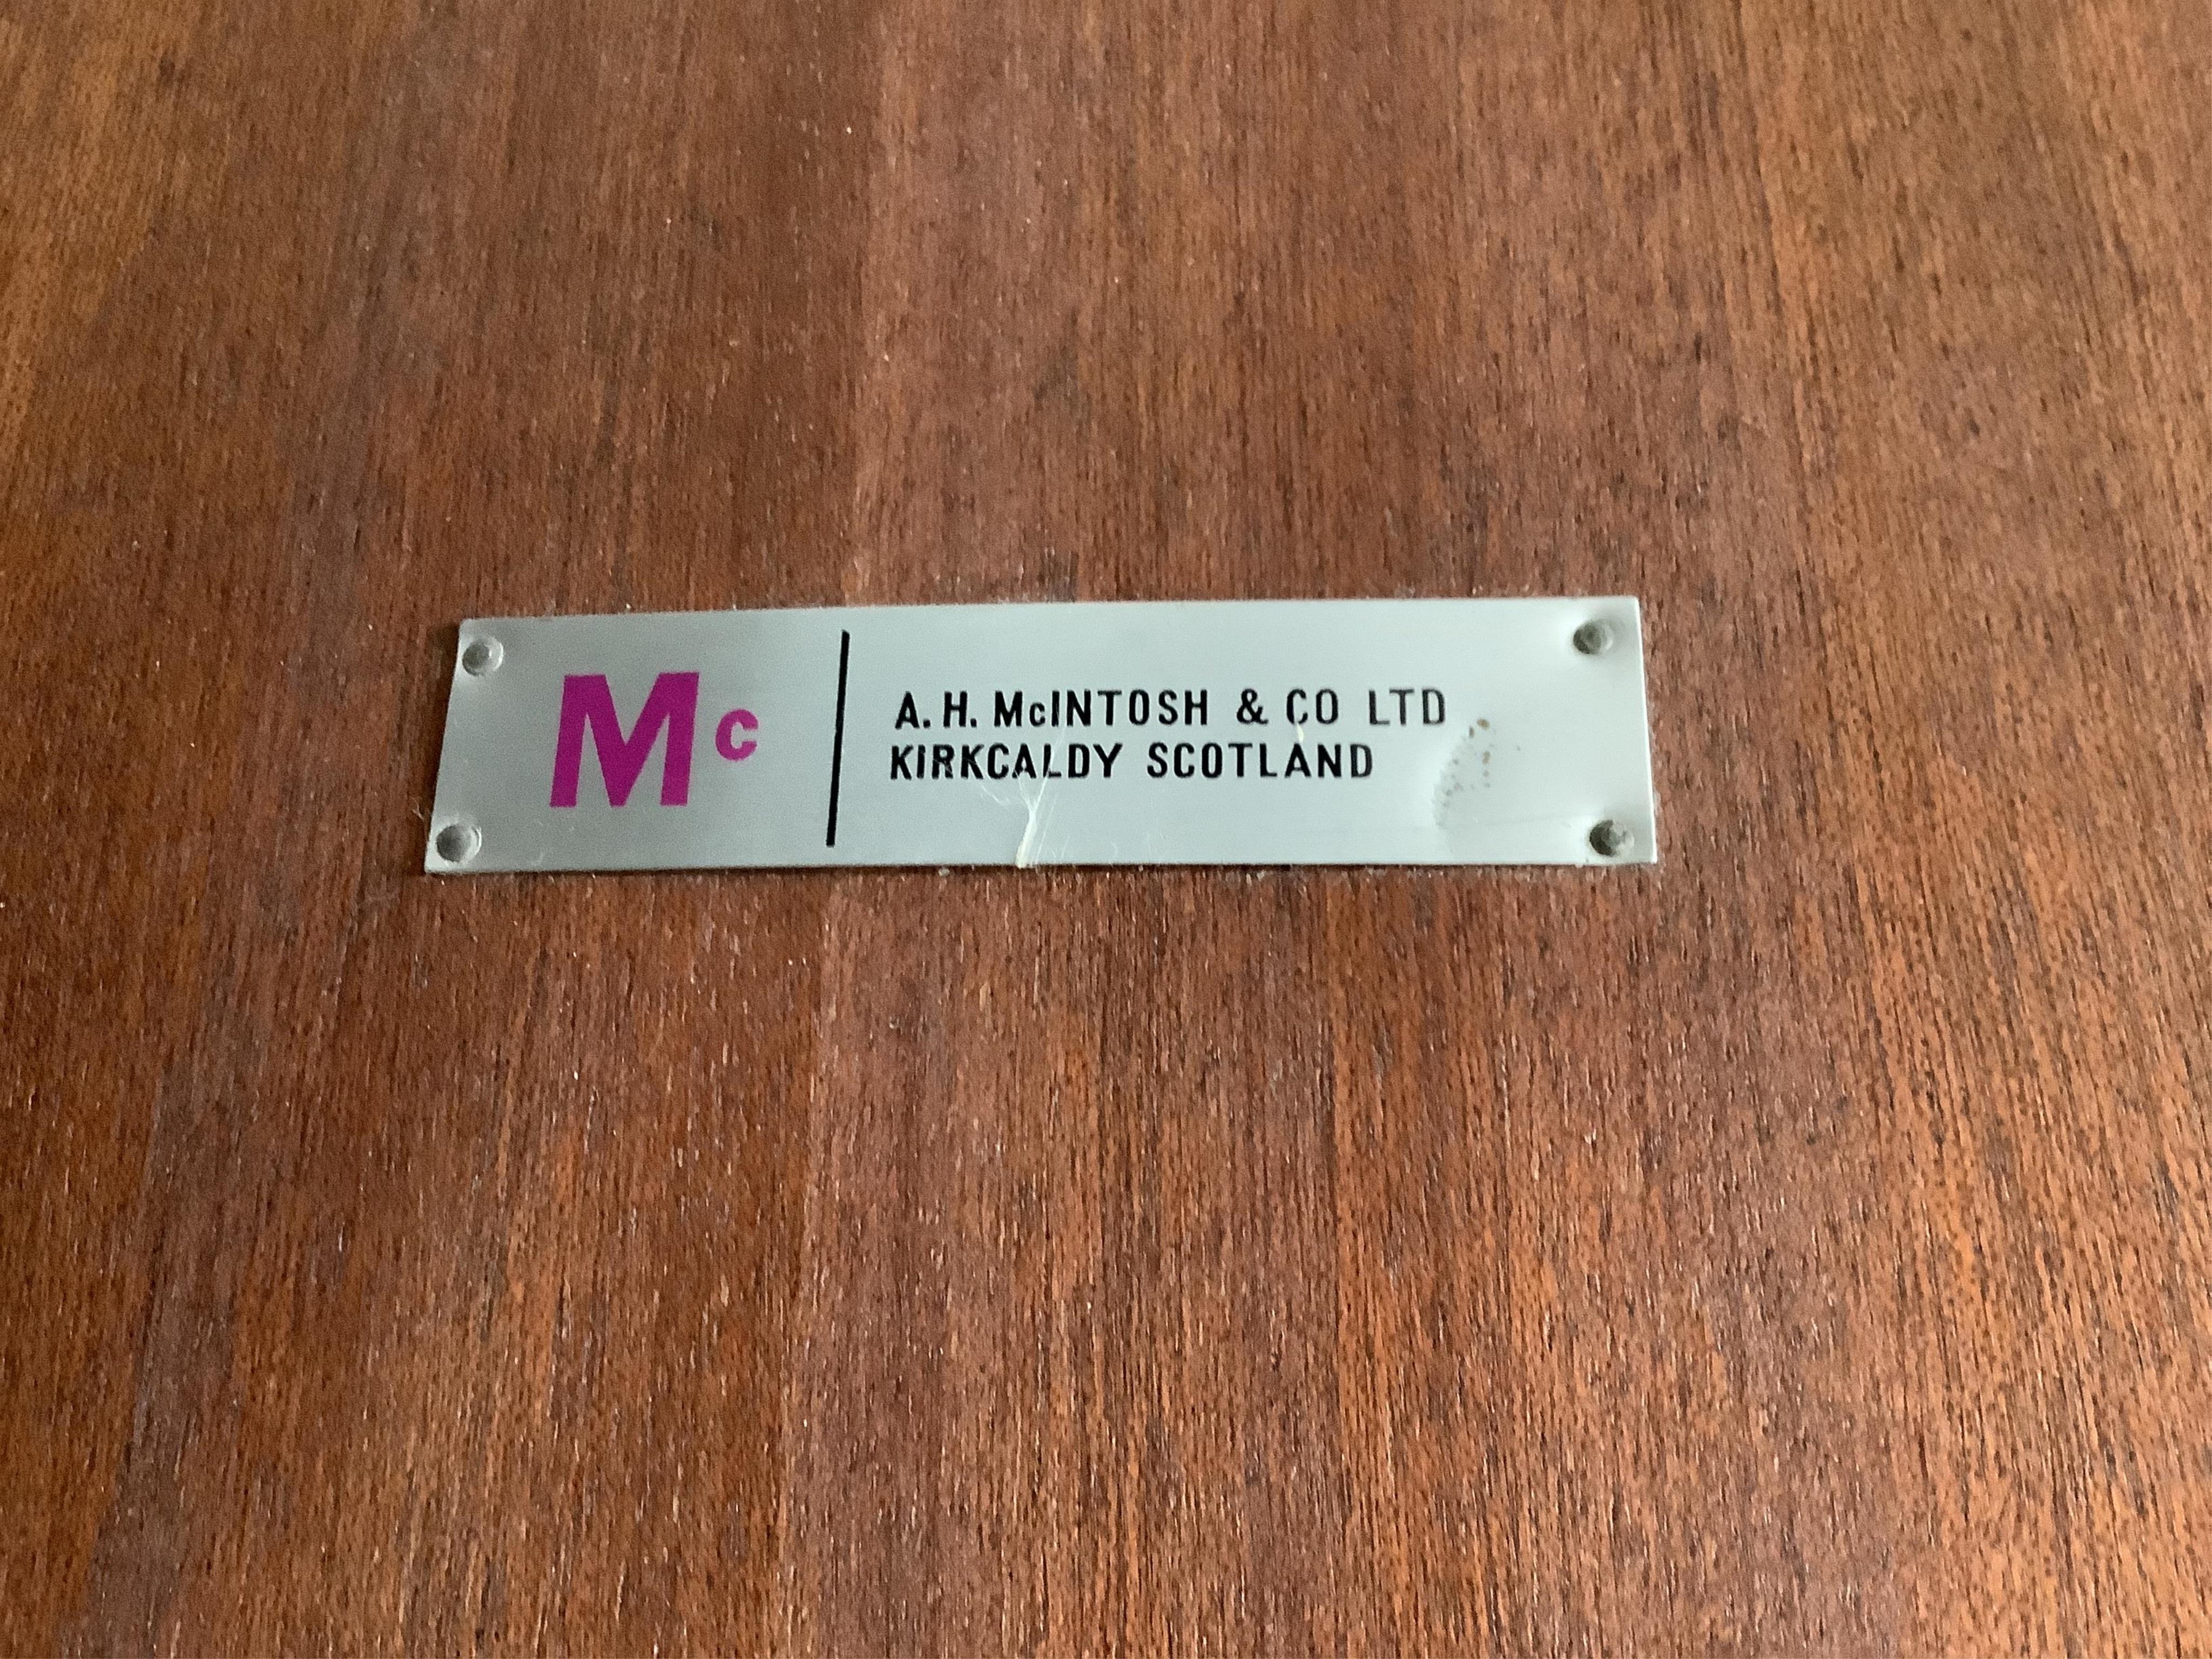 Mc
A. H. McINTOSH & CO LTD
KIRKCALDY SCOTLAND